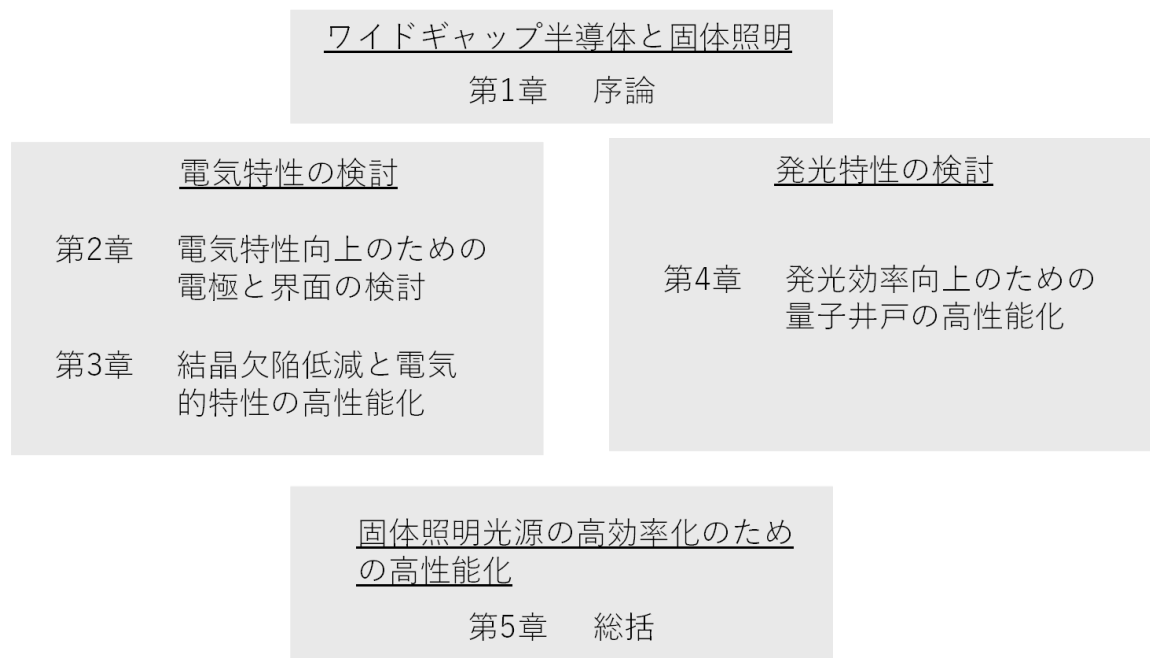 ワイドギャップ半導体と固体照明
第1章 序論
電気特性の検討
第2章 電気特性向上のための
電極と界面の検討
第3章 結晶欠陥低減と電気
的特性の高性能化
発光特性の検討
第4章 発光効率向上のための
量子井戸の高性能化
固体照明光源の高効率化のため
の高性能化
第5章 総括